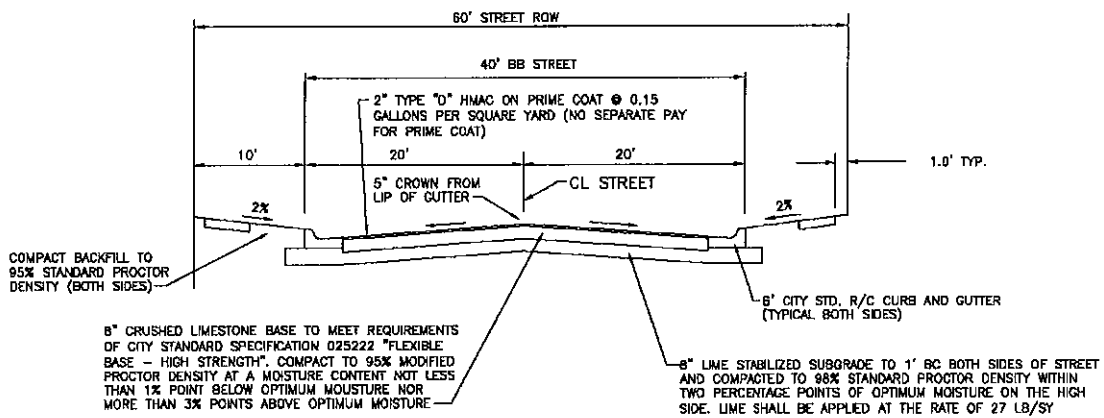 60' STREET ROW
40' BB STREET
2" TYPE "D" HMAC ON PRIME COAT @ 0.15
GALLONS PER SQUARE YARD (NO SEPARATE PAY
FOR PRIME COAT)
10'
20'
20'
1.0' TYP.
5" CROWN FROM
LIP OF GUTTER
CL STREET
2%
2%
COMPACT BACKFILL TO
95% STANDARD PROCTOR
DENSITY (BOTH SIDES)
6' CITY STD. R/C CURB AND GUTTER
(TYPICAL BOTH SIDES)
8" CRUSHED LIMESTONE BASE TO MEET REQUIREMENTS
OF CITY STANDARD SPECIFICATION 025222 "FLEXIBLE
BASE - HIGH STRENGTH". COMPACT TO 95% MODIFIED
PROCTOR DENSITY AT A MOISTURE CONTENT NOT LESS
THAN 1% POINT BELOW OPTIMUM MOUSTURE NOR
MORE THAN 3% POINTS ABOVE OPTIMUM MOISTURE
8" LIME STABILIZED SUBGRADE TO 1' BC BOTH SIDES OF STREET
AND COMPACTED TO 98% STANDARD PROCTOR DENSITY WITHIN
TWO PERCENTAGE POINTS OF OPTIMUM MOISTURE ON THE HIGH
SIDE. LIME SHALL BE APPLED AT THE RATE OF 27 LB/SY